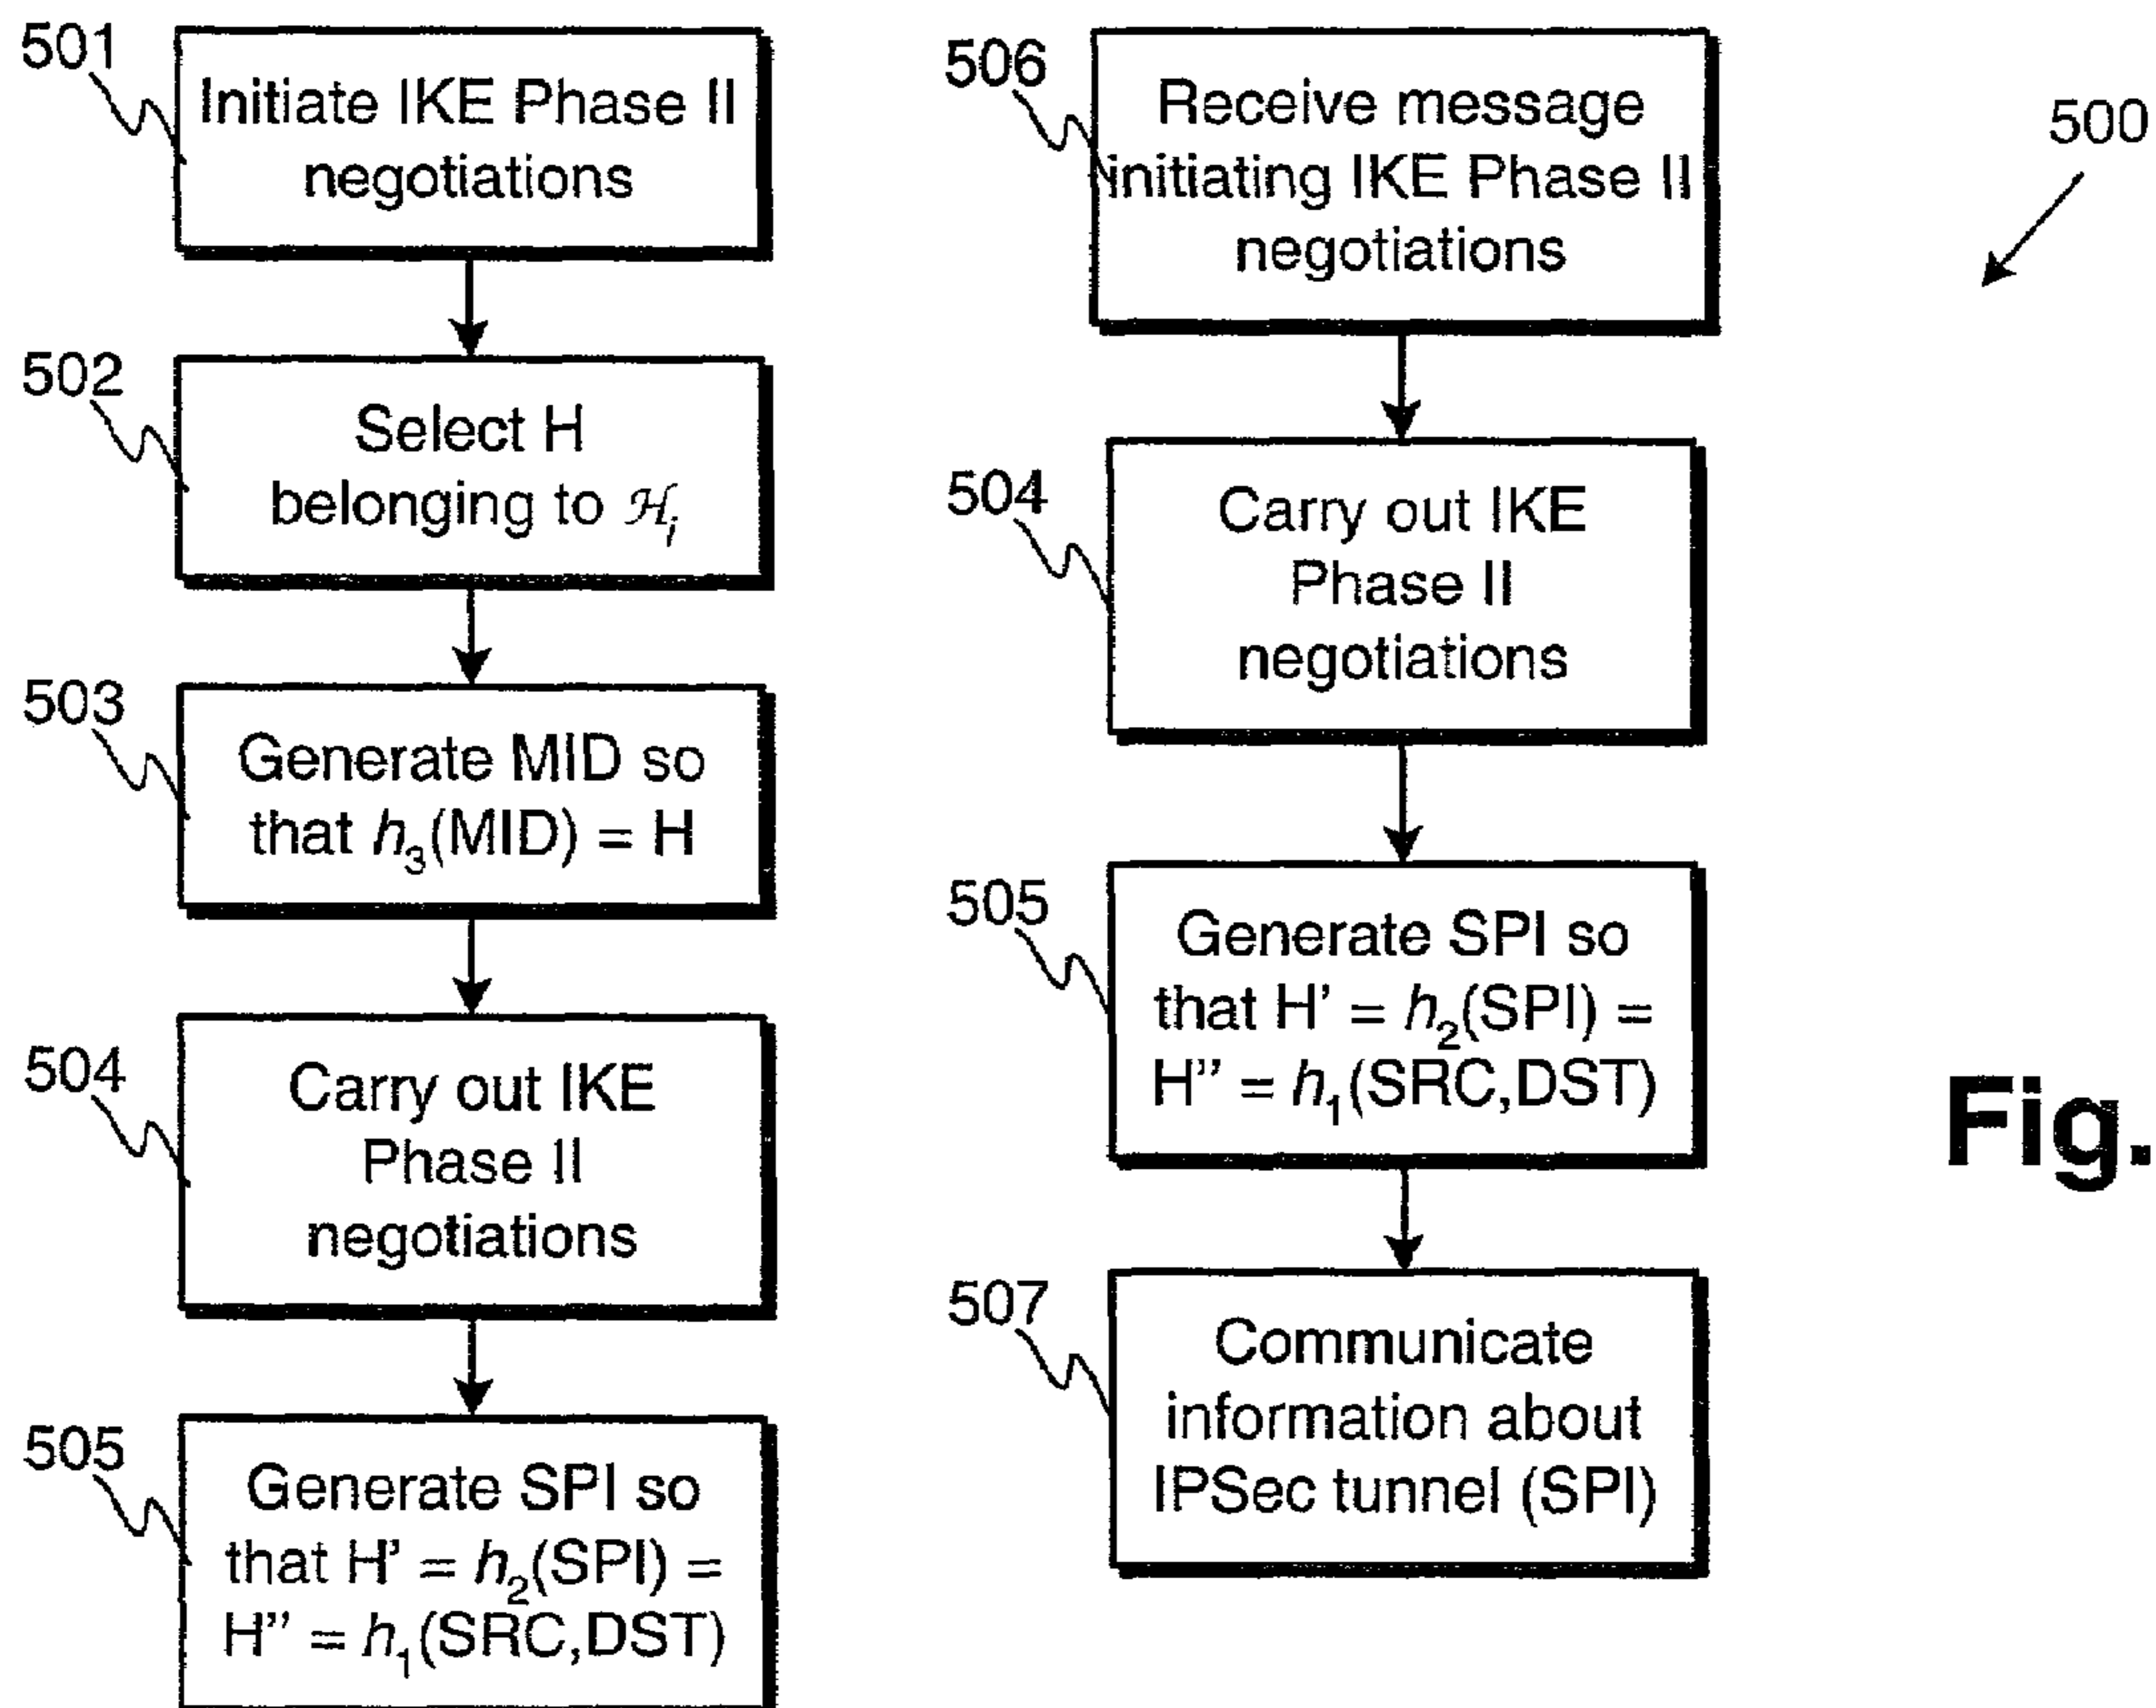 501
Initiate IKE Phase II
negotiations
502
Select H
belonging to ℋi
503
Generate MID so
that h3(MID) = H
504
Carry out IKE
Phase II
negotiations
505
Generate SPI so
that H' = h2(SPI) =
H'' = h1(SRC,DST)
506
Receive message
initiating IKE Phase II
negotiations
504
Carry out IKE
Phase II
negotiations
505
Generate SPI so
that H' = h2(SPI) =
H'' = h1(SRC,DST)
507
Communicate
information about
IPSec tunnel (SPI)
500
Fig.